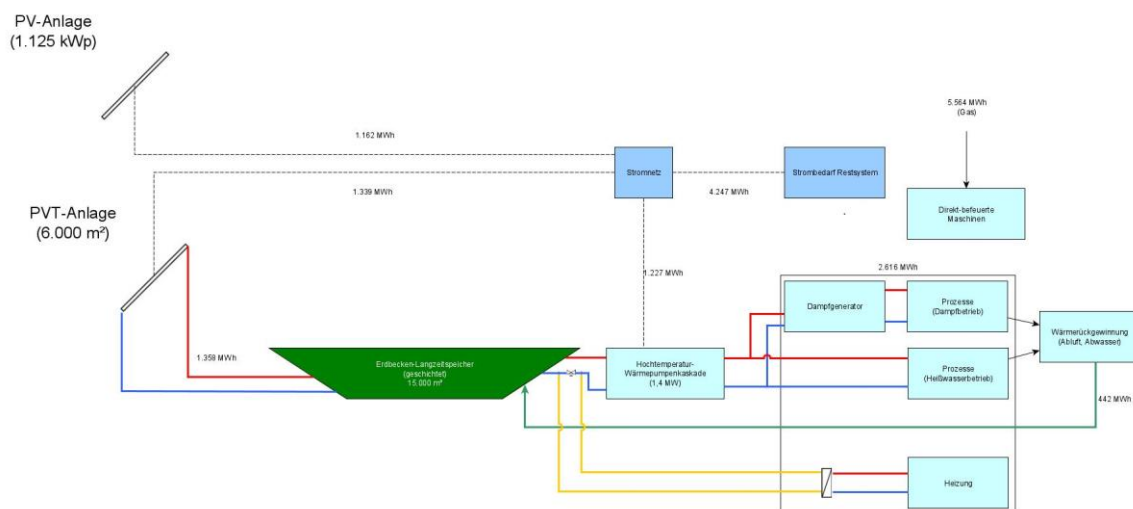 PV-Anlage
(1.125 kWp)
5.564 MWh
(Gas)
1.162 MWh
Stromnetz
Strombedarf Restsystem
1.339 MWh
4.247 MWh
PVT-Anlage
(6.000 m²)
Direkt-befeuerte
Maschinen
1.227 MWh
2.616 MWh
Dampfgenerator
Prozesse
(Dampfbetrieb)
Wärmerückgewinnung
(Abluft, Abwasser)
1.358 MWh
Erdbecken-Langzeitspeicher
(geschichtet)
15.000 m³
Hochtemperatur-
Wärmepumpenkaskade
(1,4 MW)
Prozesse
(Heißwasserbetrieb)
442 MWh
Heizung